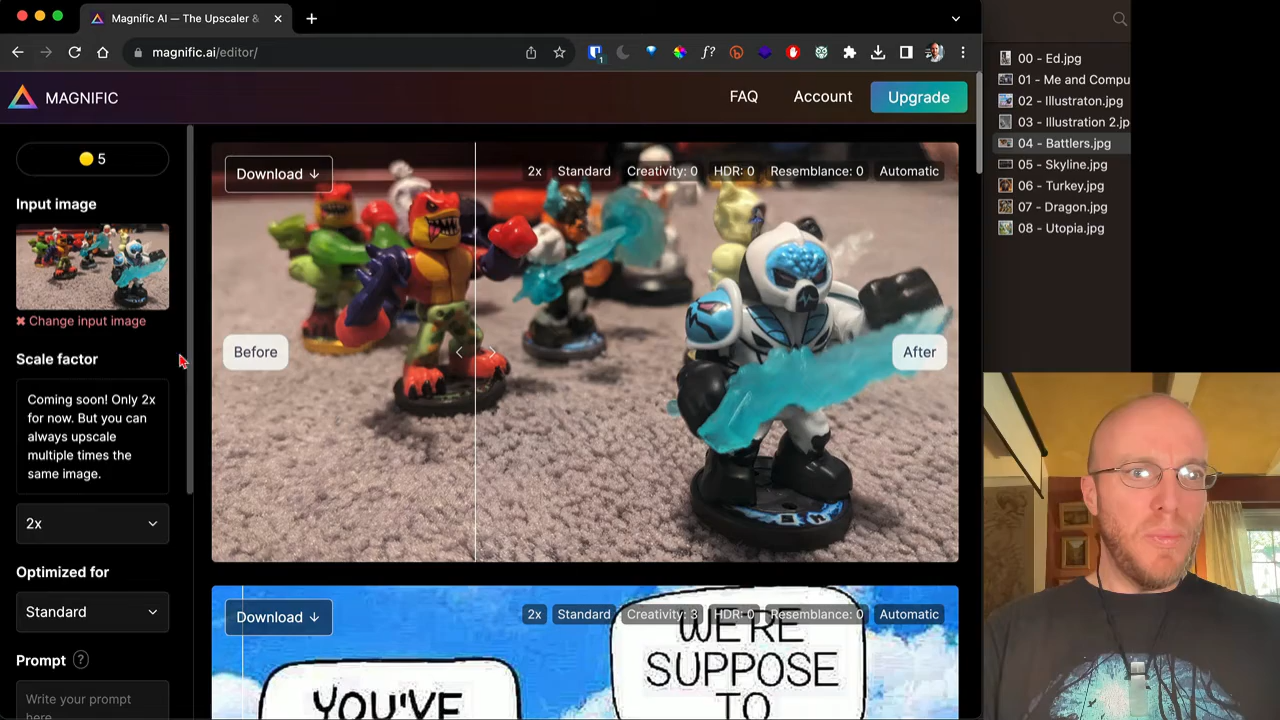 Magnific AI — The Upscaler &
magnific.ai/editor/
MAGNIFIC
FAQ
Account
Upgrade
5
Input image
✖ Change input image
Scale factor
Coming soon! Only 2x
for now. But you can
always upscale
multiple times the
same image.
2x
Optimized for
Standard
Prompt ?
Write your prompt
here
Download ↓
2x Standard Creativity: 0 HDR: 0 Resemblance: 0 Automatic
Before
After
Download ↓
2x Standard Creativity: 3 HDR: 0 Resemblance: 0 Automatic
YOU'VE
WE'RE
SUPPOSE
TO
00 - Ed.jpg
01 - Me and Compu
02 - Illustraton.jpg
03 - Illustration 2.jp
04 - Battlers.jpg
05 - Skyline.jpg
06 - Turkey.jpg
07 - Dragon.jpg
08 - Utopia.jpg